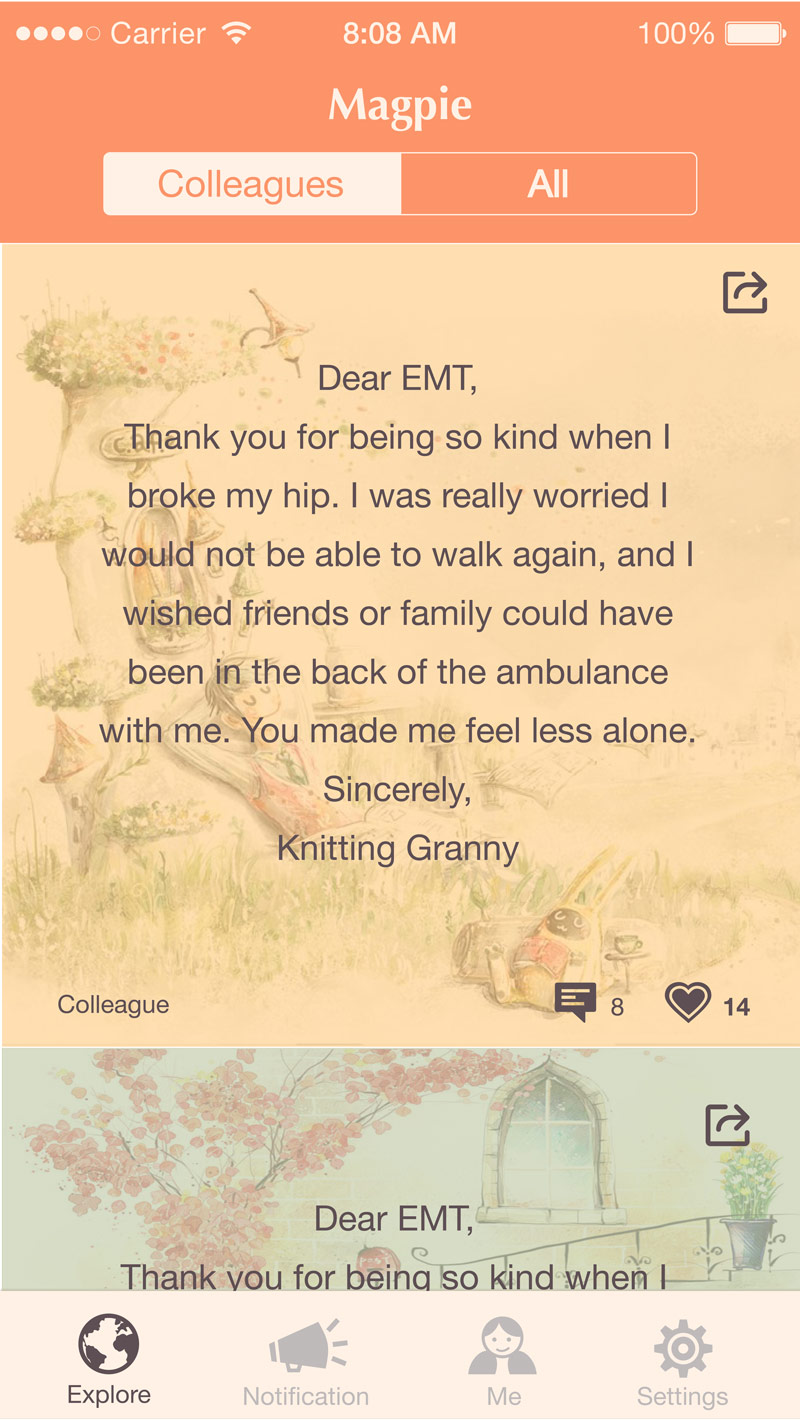 Carrier 8:08 AM 100%
Magpie
Colleagues All
Dear EMT,
Thank you for being so kind when I
broke my hip. I was really worried I
would not be able to walk again, and I
wished friends or family could have
been in the back of the ambulance
with me. You made me feel less alone.
Sincerely,
Knitting Granny
Colleague 8 14
Dear EMT,
Thank you for being so kind when I
Explore Notification Me Settings